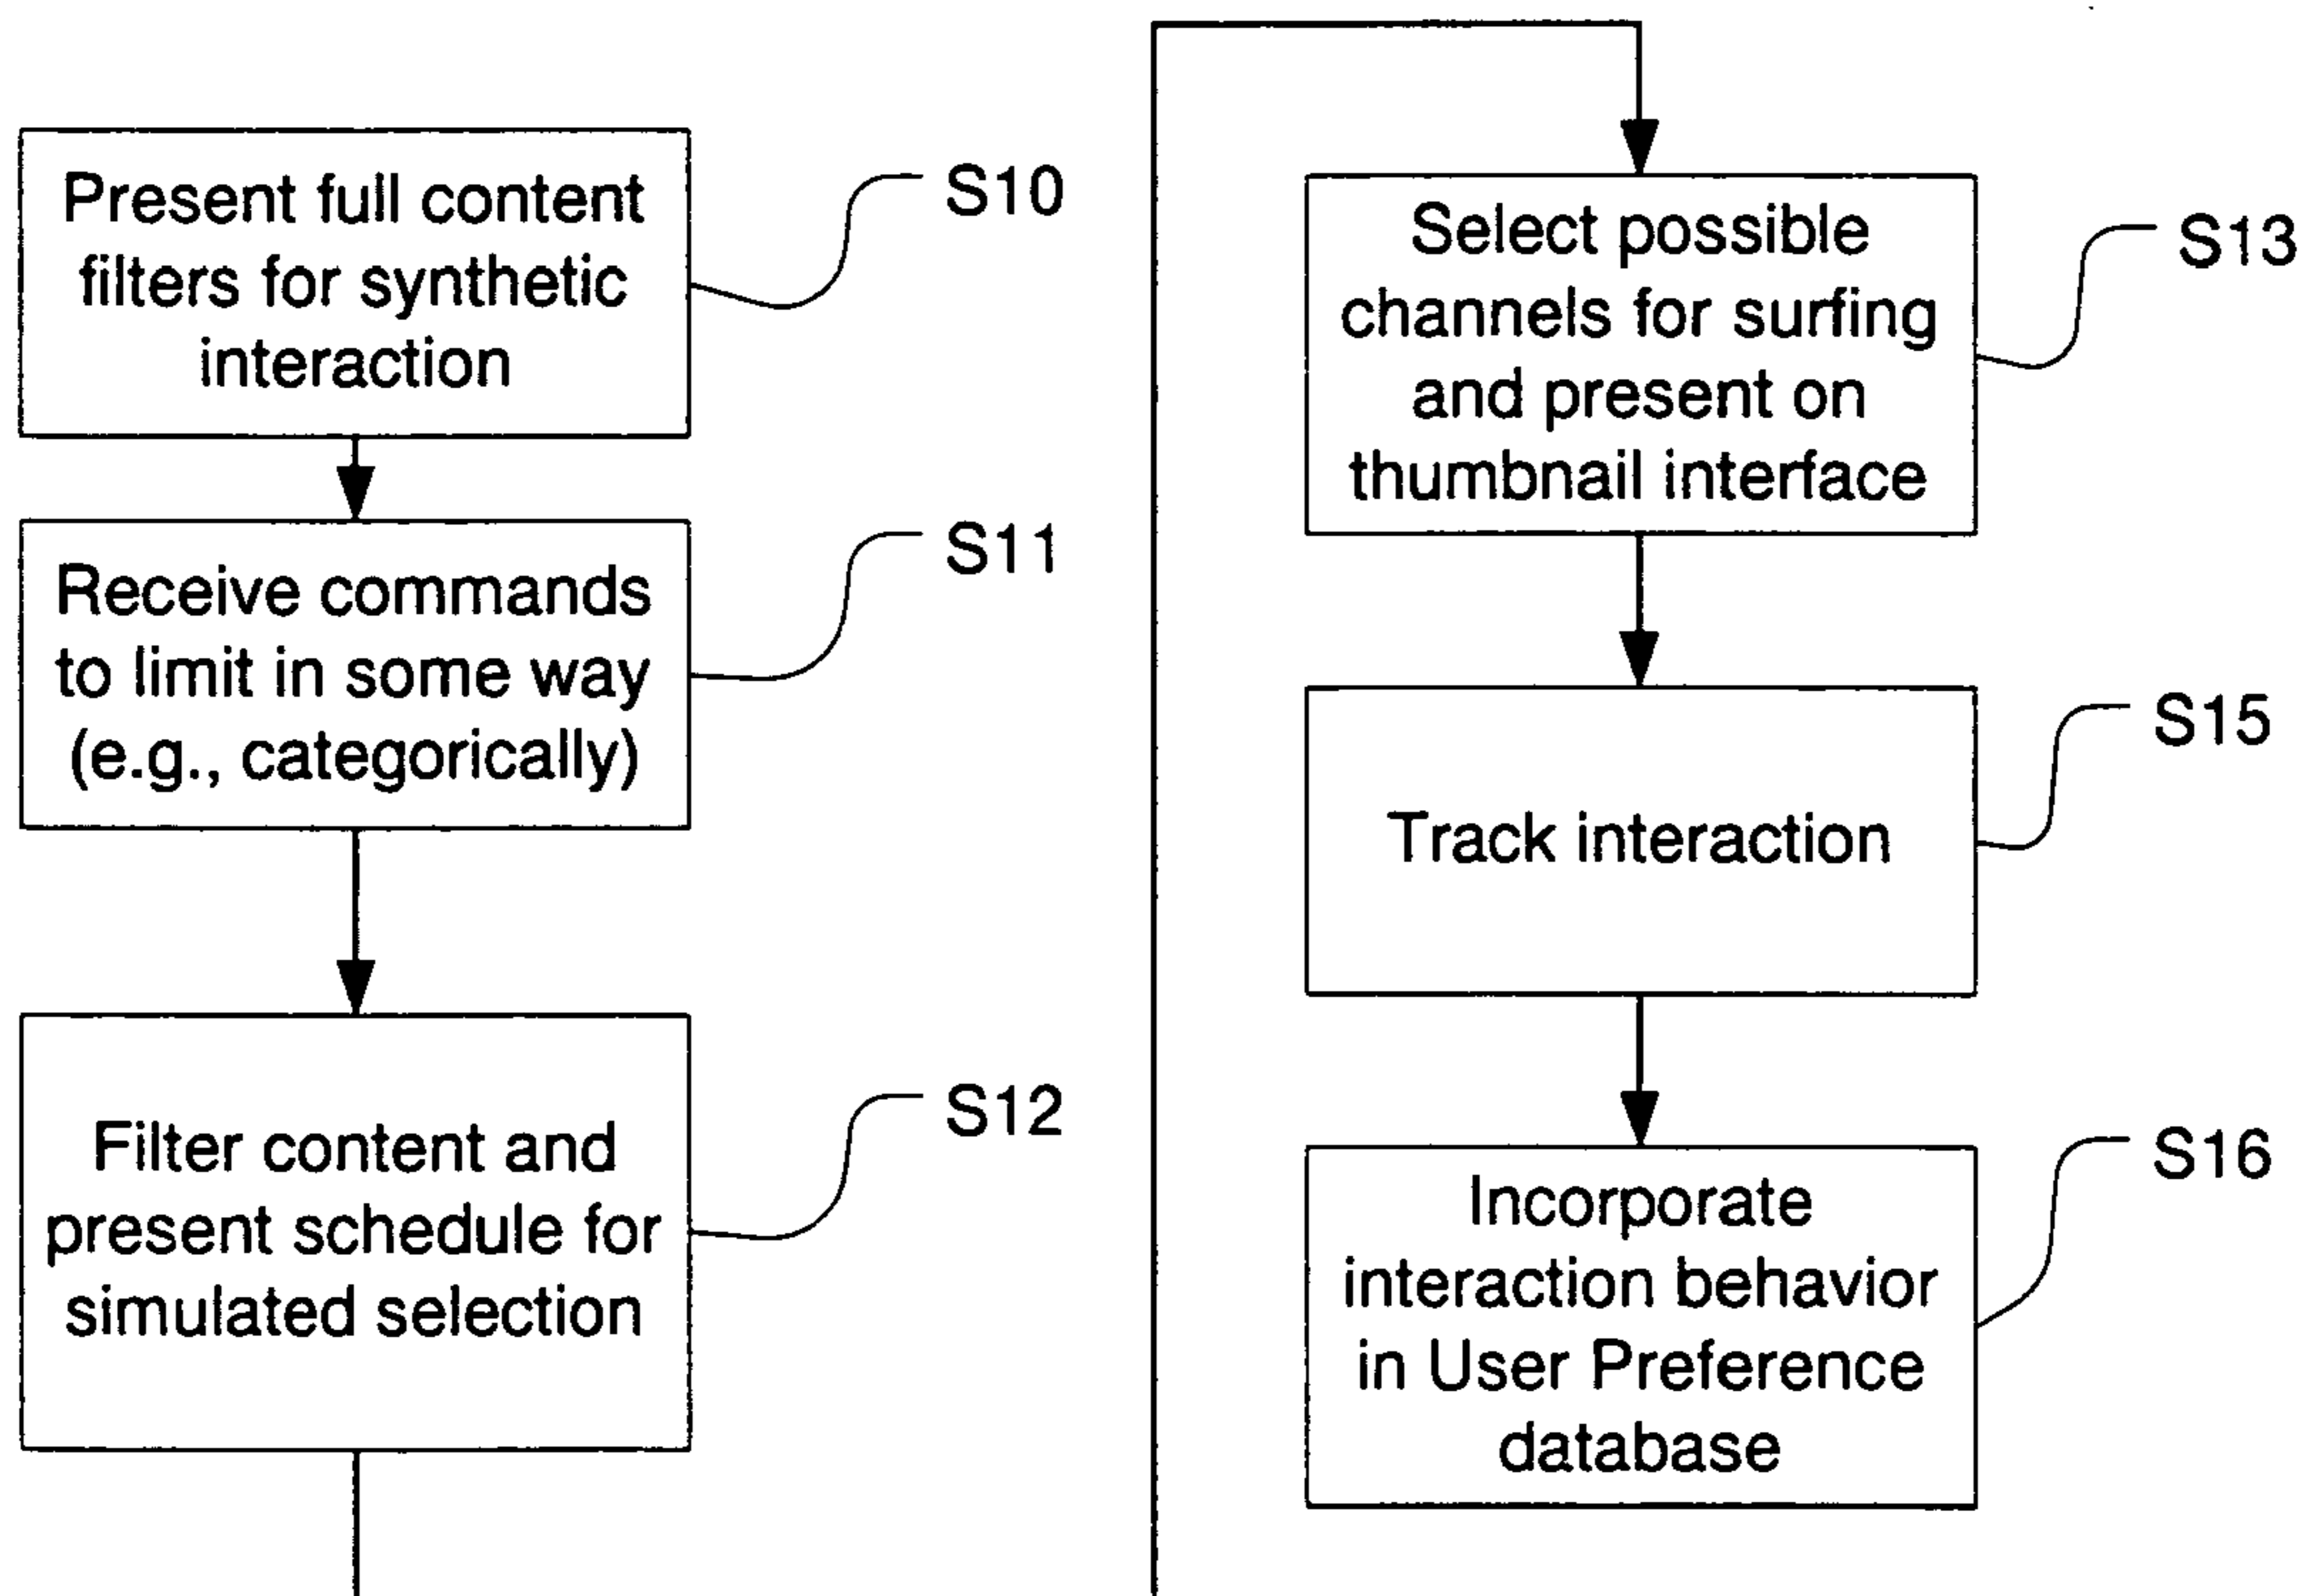 Present full content
filters for synthetic
interaction
S10
Receive commands
to limit in some way
(e.g., categorically)
S11
Filter content and
present schedule for
simulated selection
S12
Select possible
channels for surfing
and present on
thumbnail interface
S13
Track interaction
S15
Incorporate
interaction behavior
in User Preference
database
S16